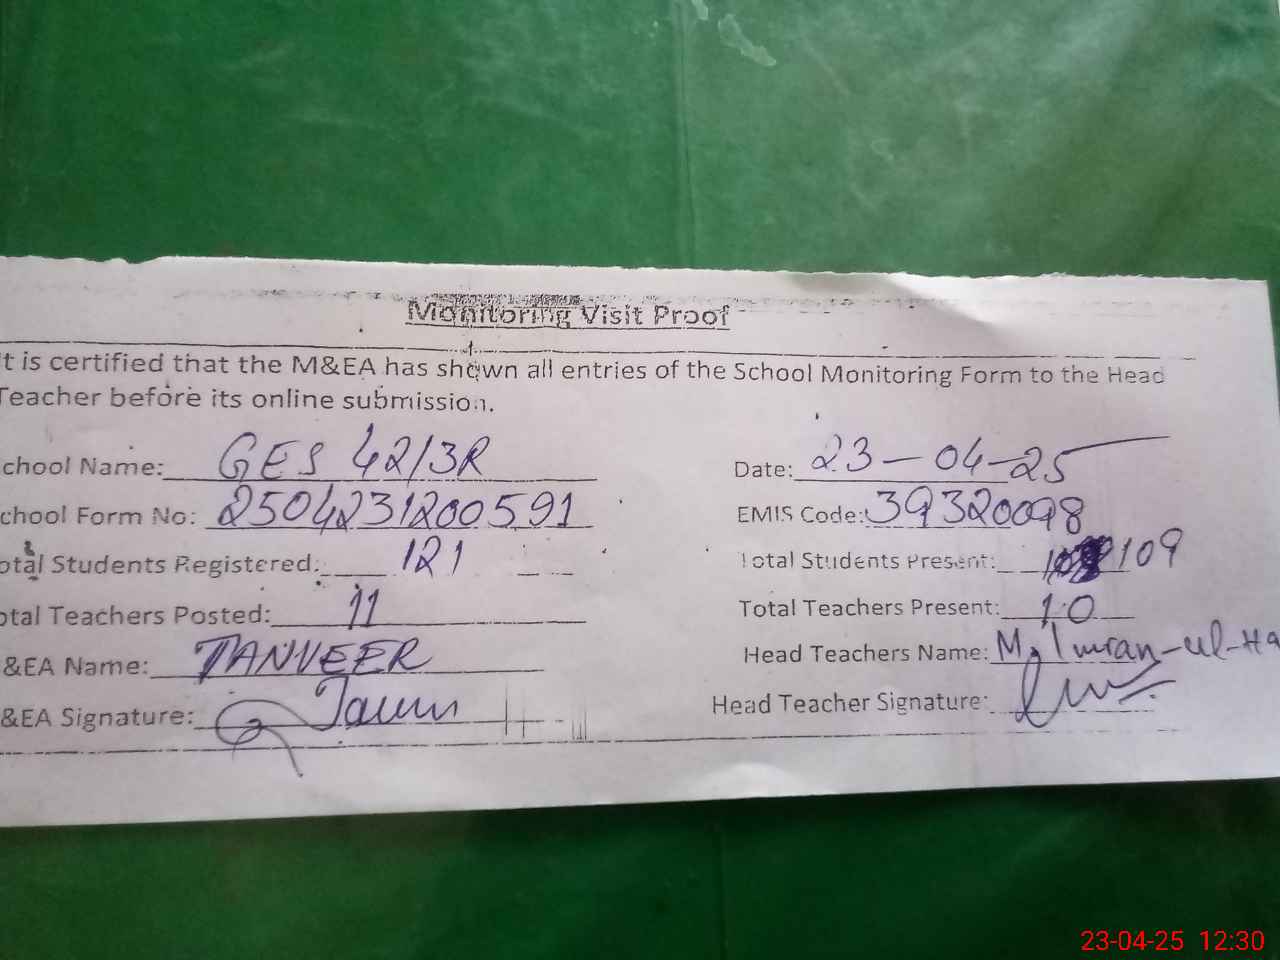 Monitoring Visit Proof
t is certified that the M&EA has shown all entries of the School Monitoring Form to the Head
Teacher before its online submission.
chool Name: GES 42/3R Date: 23-04-25
chool Form No: 2504231200591 EMIS Code: 39320098
otal Students Registered: 121 Total Students Present: 109
otal Teachers Posted: 11 Total Teachers Present: 10
&EA Name: TANVEER Head Teachers Name: M. Imran-ul-Ha
&EA Signature: Head Teacher Signature:
23-04-25 12:30